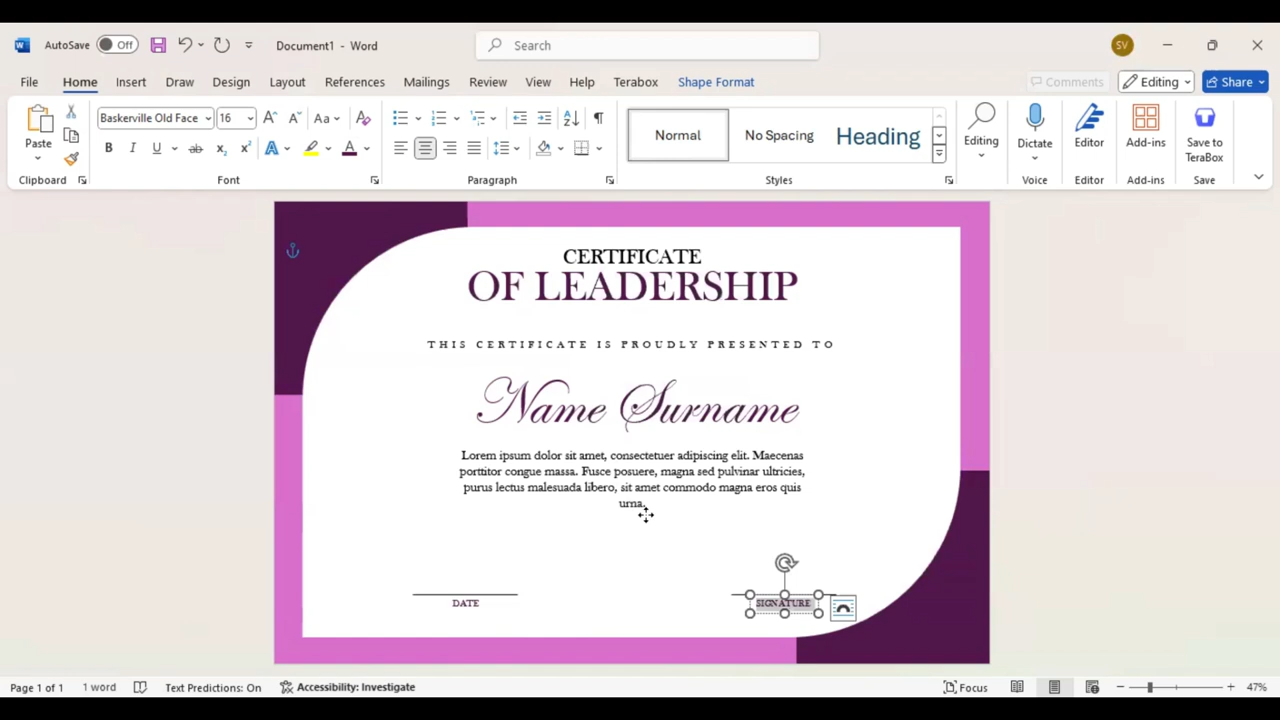 AutoSave Off Document1 - Word Search SV
File Home Insert Draw Design Layout References Mailings Review View Help Terabox Shape Format Comments Editing Share
Paste
Clipboard
Baskerville Old Face 16 A A Aa A
B I U ab x₂ x² A A
Font
Paragraph
Normal No Spacing Heading
Styles
Editing
Dictate
Voice
Editor
Editor
Add-ins
Add-ins
Save to
TeraBox
Save
CERTIFICATE
OF LEADERSHIP
THIS CERTIFICATE IS PROUDLY PRESENTED TO
Name Surname
Lorem ipsum dolor sit amet, consectetuer adipiscing elit. Maecenas
porttitor congue massa. Fusce posuere, magna sed pulvinar ultricies,
purus lectus malesuada libero, sit amet commodo magna eros quis
urna.
DATE
SIGNATURE
Page 1 of 1 1 word Text Predictions: On Accessibility: Investigate Focus 47%